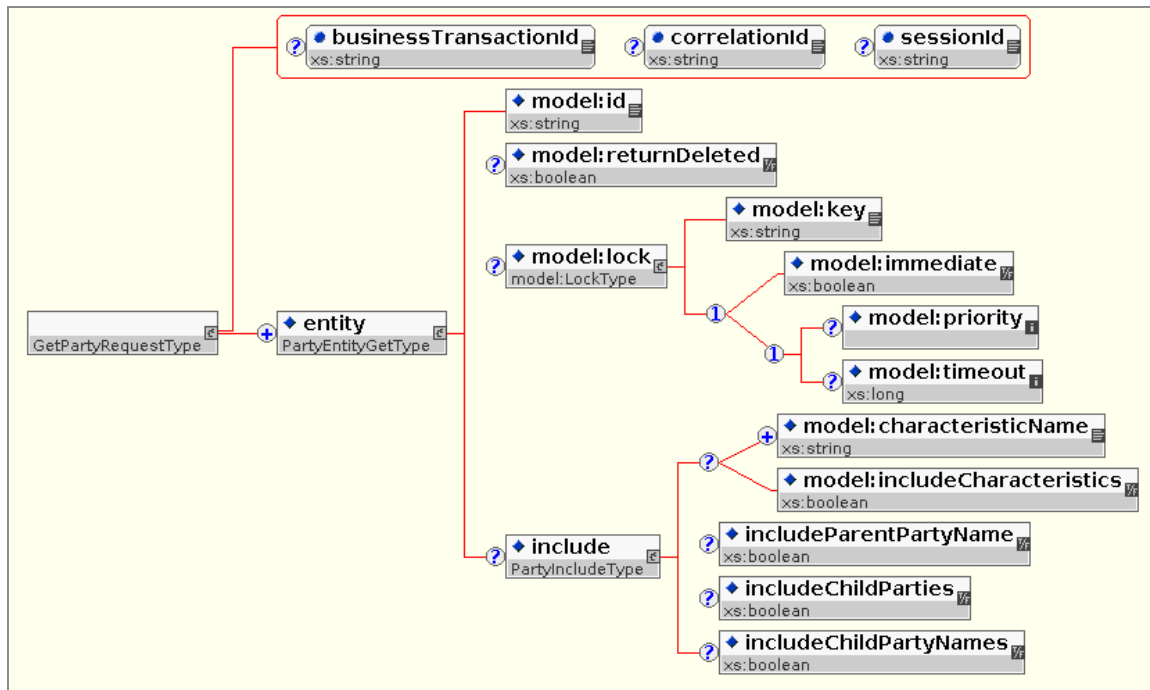 businessTransactionId
xs:string
correlationId
xs:string
sessionId
xs:string
model:id
xs:string
model:returnDeleted
xs:boolean
model:key
xs:string
model:lock
model:LockType
model:immediate
xs:boolean
model:priority
model:timeout
xs:long
entity
PartyEntityGetType
GetPartyRequestType
model:characteristicName
xs:string
model:includeCharacteristics
xs:boolean
include
PartyIncludeType
includeParentPartyName
xs:boolean
includeChildParties
xs:boolean
includeChildPartyNames
xs:boolean